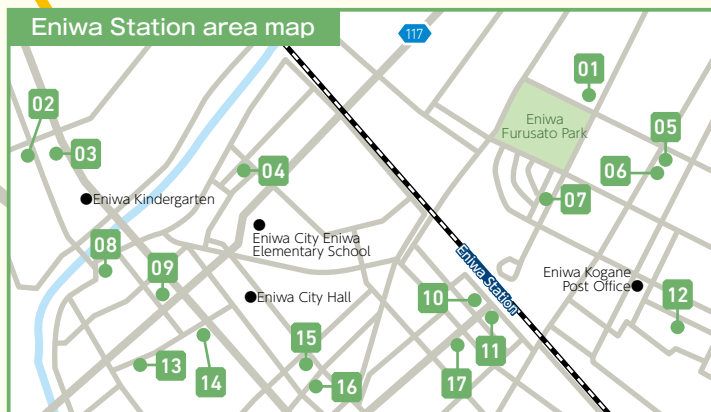 Eniwa Station area map
117
01
Eniwa
Furusato Park
02
03
05
04
06
07
Eniwa Kindergarten
Eniwa City Eniwa
Elementary School
08
Eniwa Station
Eniwa Kogane
Post Office
09
Eniwa City Hall
10
12
11
15
13
14
16
17